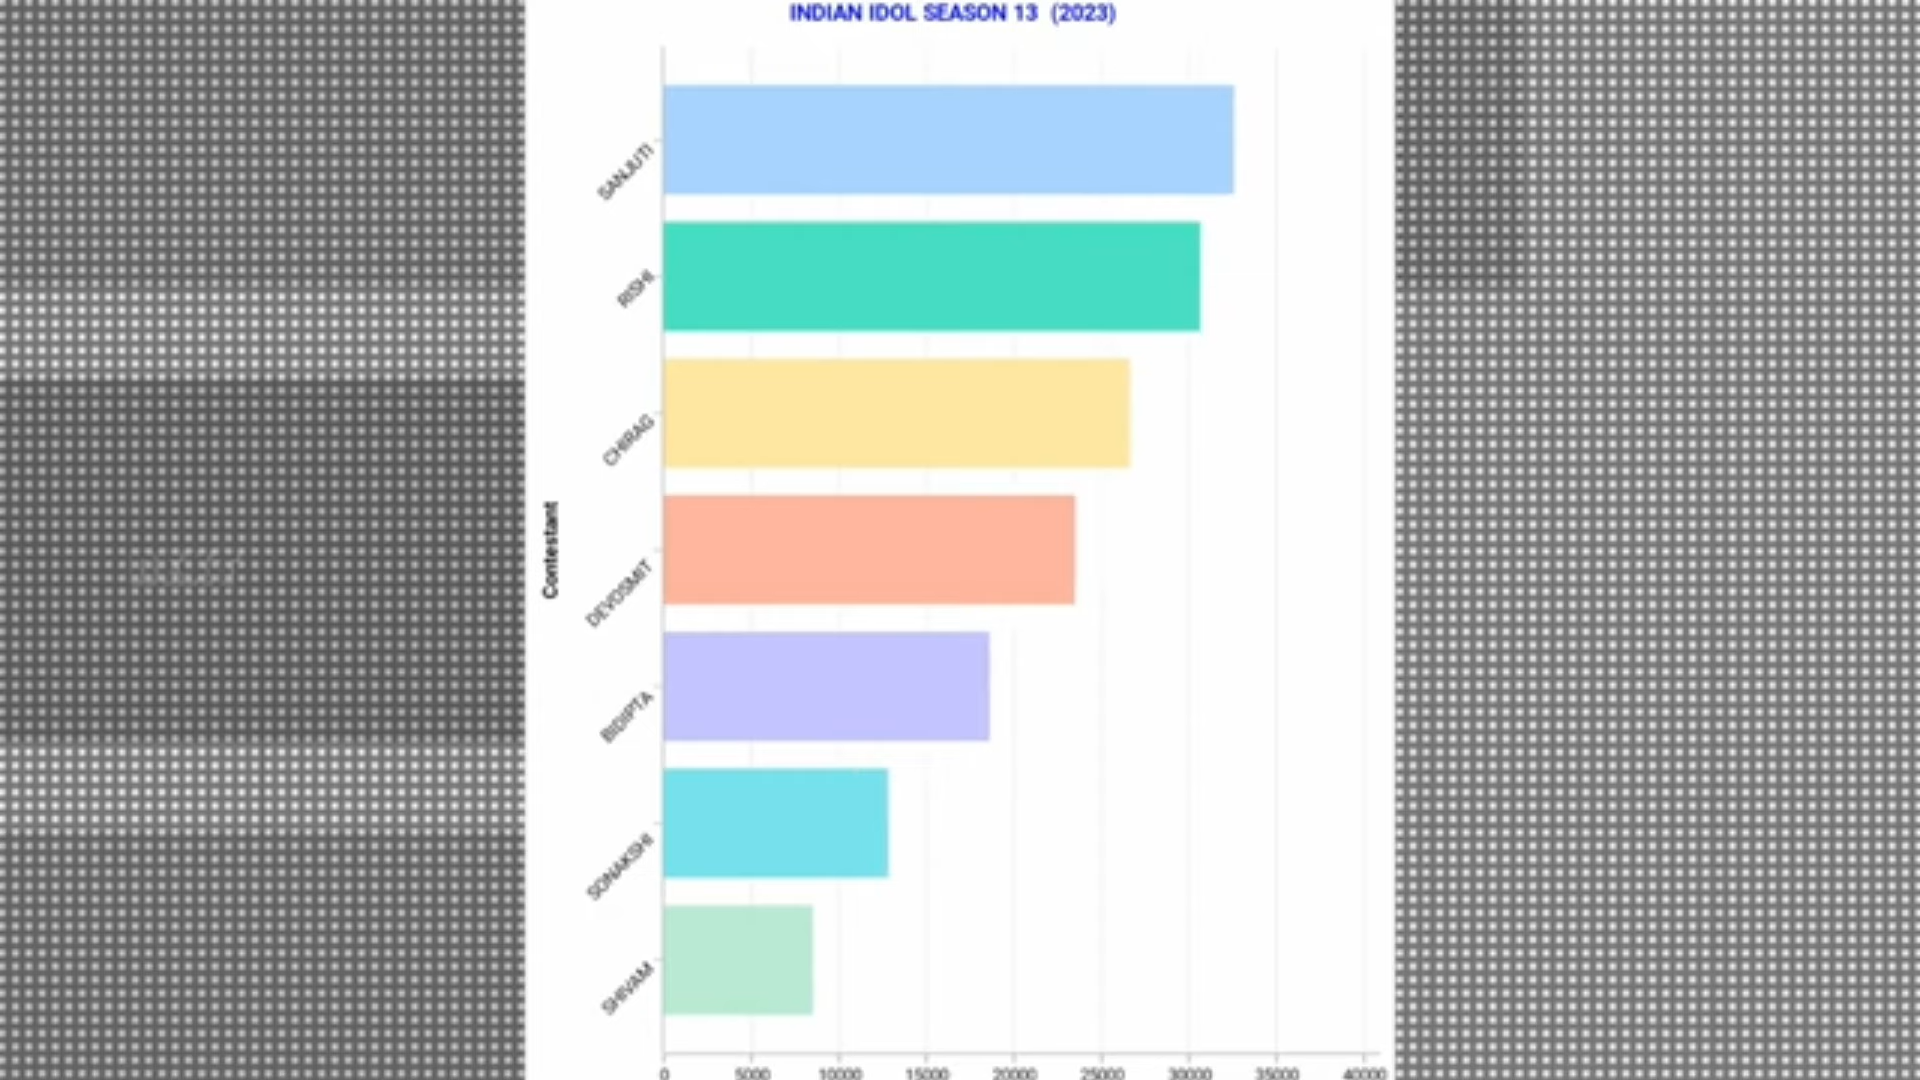 INDIAN IDOL SEASON 13 (2023)
SANJUTI
RISHI
CHIRAG
DEVOSMIT
BIDIPTA
SONAKSHI
SHIVAM
Contestant
0 5000 10000 15000 20000 25000 30000 35000 40000